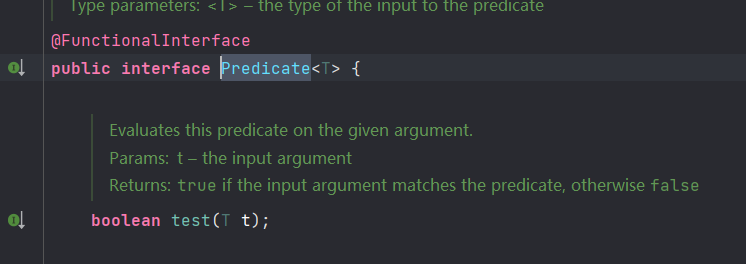 Type parameters: <T> – the type of the input to the predicate
@FunctionalInterface
public interface Predicate<T> {
Evaluates this predicate on the given argument.
Params: t – the input argument
Returns: true if the input argument matches the predicate, otherwise false
boolean test(T t);